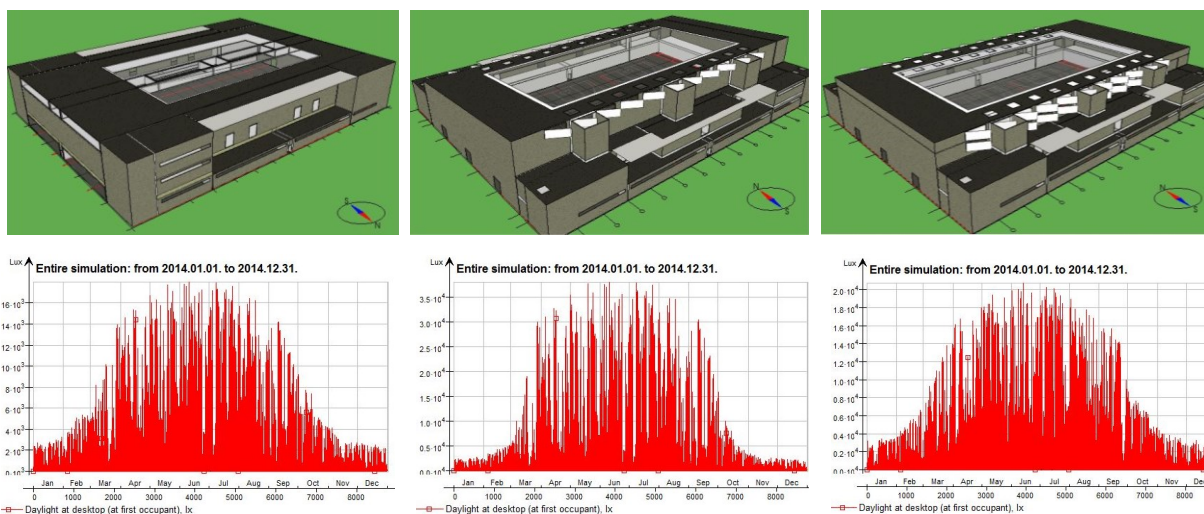 S
N
N
S
N
S
Lux
Entire simulation: from 2014.01.01. to 2014.12.31.
16·10³
14·10³
12·10³
10·10³
8·10³
6·10³
4·10³
2·10³
0·10³
Jan Feb Mar Apr May Jun Jul Aug Sep Oct Nov Dec
0 1000 2000 3000 4000 5000 6000 7000 8000
Daylight at desktop (at first occupant), lx
Lux
Entire simulation: from 2014.01.01. to 2014.12.31.
3.5·10⁴
3.0·10⁴
2.5·10⁴
2.0·10⁴
1.5·10⁴
1.0·10⁴
0.5·10⁴
0.0·10⁴
Jan Feb Mar Apr May Jun Jul Aug Sep Oct Nov Dec
0 1000 2000 3000 4000 5000 6000 7000 8000
Daylight at desktop (at first occupant), lx
Lux
Entire simulation: from 2014.01.01. to 2014.12.31.
2.0·10⁴
1.8·10⁴
1.6·10⁴
1.4·10⁴
1.2·10⁴
1.0·10⁴
0.8·10⁴
0.6·10⁴
0.4·10⁴
0.2·10⁴
0.0·10⁴
Jan Feb Mar Apr May Jun Jul Aug Sep Oct Nov Dec
0 1000 2000 3000 4000 5000 6000 7000 8000
Daylight at desktop (at first occupant), lx